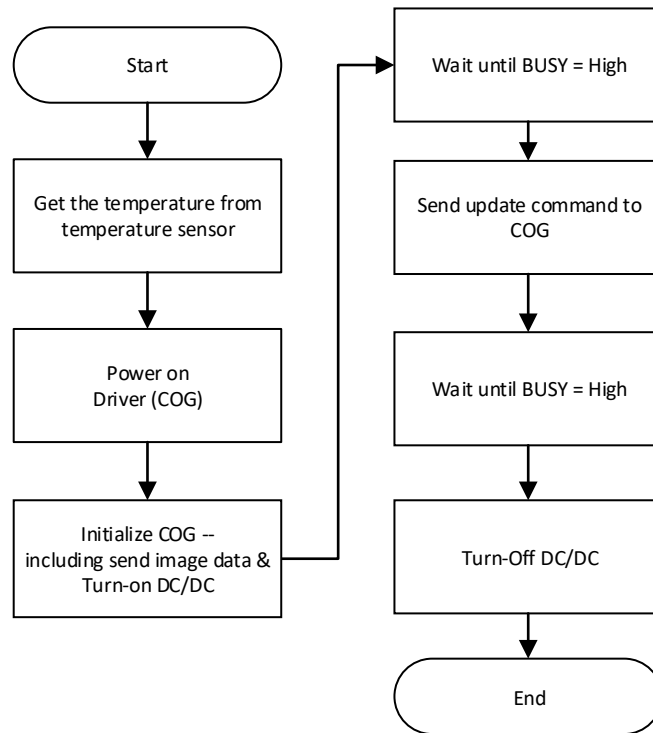 Start
Get the temperature from
temperature sensor
Power on
Driver (COG)
Initialize COG --
including send image data &
Turn-on DC/DC
Wait until BUSY = High
Send update command to
COG
Wait until BUSY = High
Turn-Off DC/DC
End